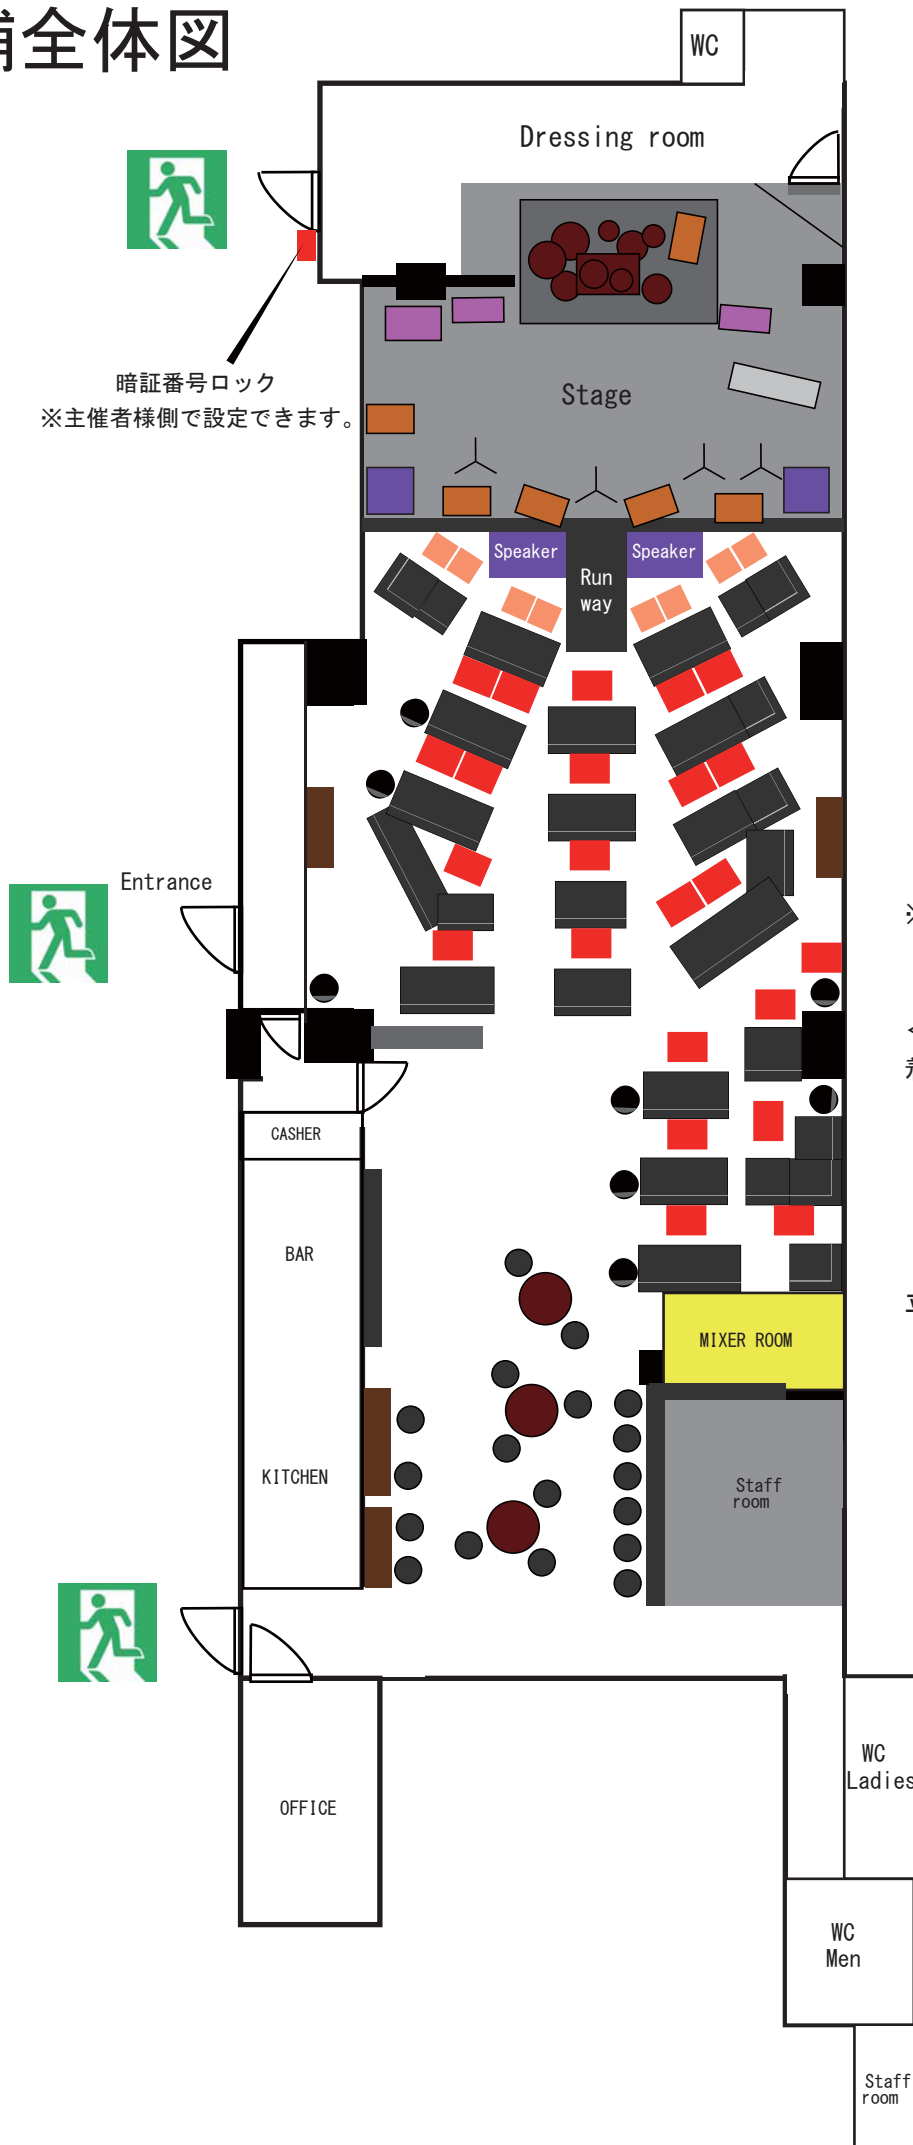 全体図
WC
Dressing room
暗証番号ロック
※主催者様側で設定できます。
Stage
Speaker
Speaker
Run
way
Entrance
※
CASHER
BAR
MIXER ROOM
KITCHEN
Staff
room
WC
Ladies
OFFICE
WC
Men
Staff
room